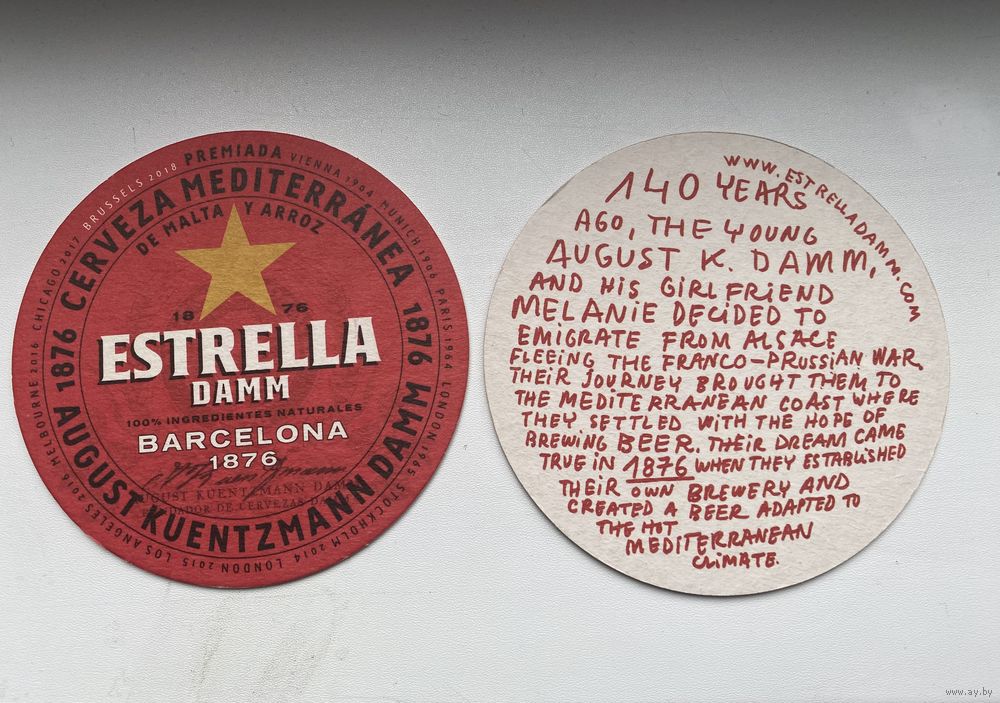 PREMIADA VIENNA 1904 MUNICH 1906 PARIS 1964 LONDON 1965 STOCKHOLM 2014 LONDON 2015 LOS ANGELES 2016 MELBOURNE 2016 CHICAGO 2017 BRUSSELS 2018
CERVEZA MEDITERRÁNEA
DE MALTA Y ARROZ
1876 AUGUST KUENTZMANN DAMM 1876
18 76
ESTRELLA
DAMM
100% INGREDIENTES NATURALES
BARCELONA
1876
AUGUST KUENTZMANN DAMM
DE CERVEZAS
WWW.ESTRELLADAMM.COM
140 YEARS
AGO, THE YOUNG
AUGUST K. DAMM,
AND HIS GIRLFRIEND
MELANIE DECIDED TO
EMIGRATE FROM ALSACE
FLEEING THE FRANCO-PRUSSIAN WAR
THEIR JOURNEY BROUGHT THEM TO
THE MEDITERRANEAN COAST WHERE
THEY SETTLED WITH THE HOPE OF
BREWING BEER. THEIR DREAM CAME
TRUE IN 1876 WHEN THEY ESTABLISHED
THEIR OWN BREWERY AND
CREATED A BEER ADAPTED TO
THE HOT
MEDITERRANEAN
CLIMATE.
www.ay.by